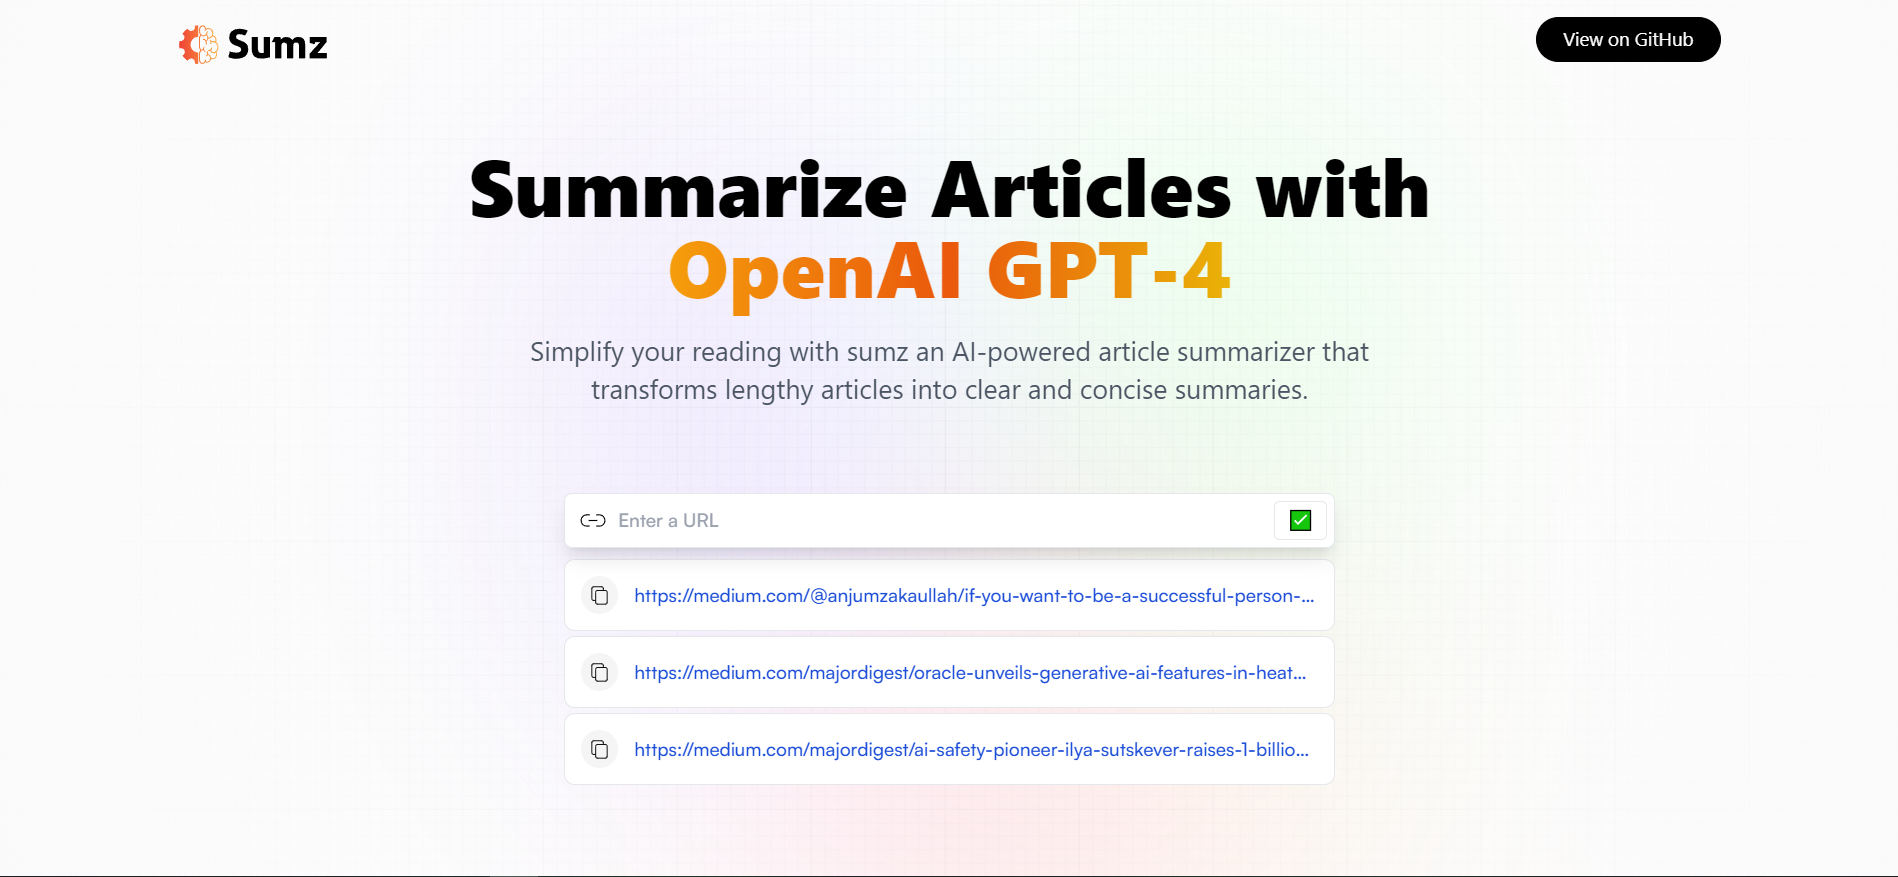 Sumz
View on GitHub
Summarize Articles with
OpenAI GPT-4
Simplify your reading with sumz an AI-powered article summarizer that
transforms lengthy articles into clear and concise summaries.
Enter a URL
https://medium.com/@anjumzakaullah/if-you-want-to-be-a-successful-person-...
https://medium.com/majordigest/oracle-unveils-generative-ai-features-in-heat...
https://medium.com/majordigest/ai-safety-pioneer-ilya-sutskever-raises-1-billio...